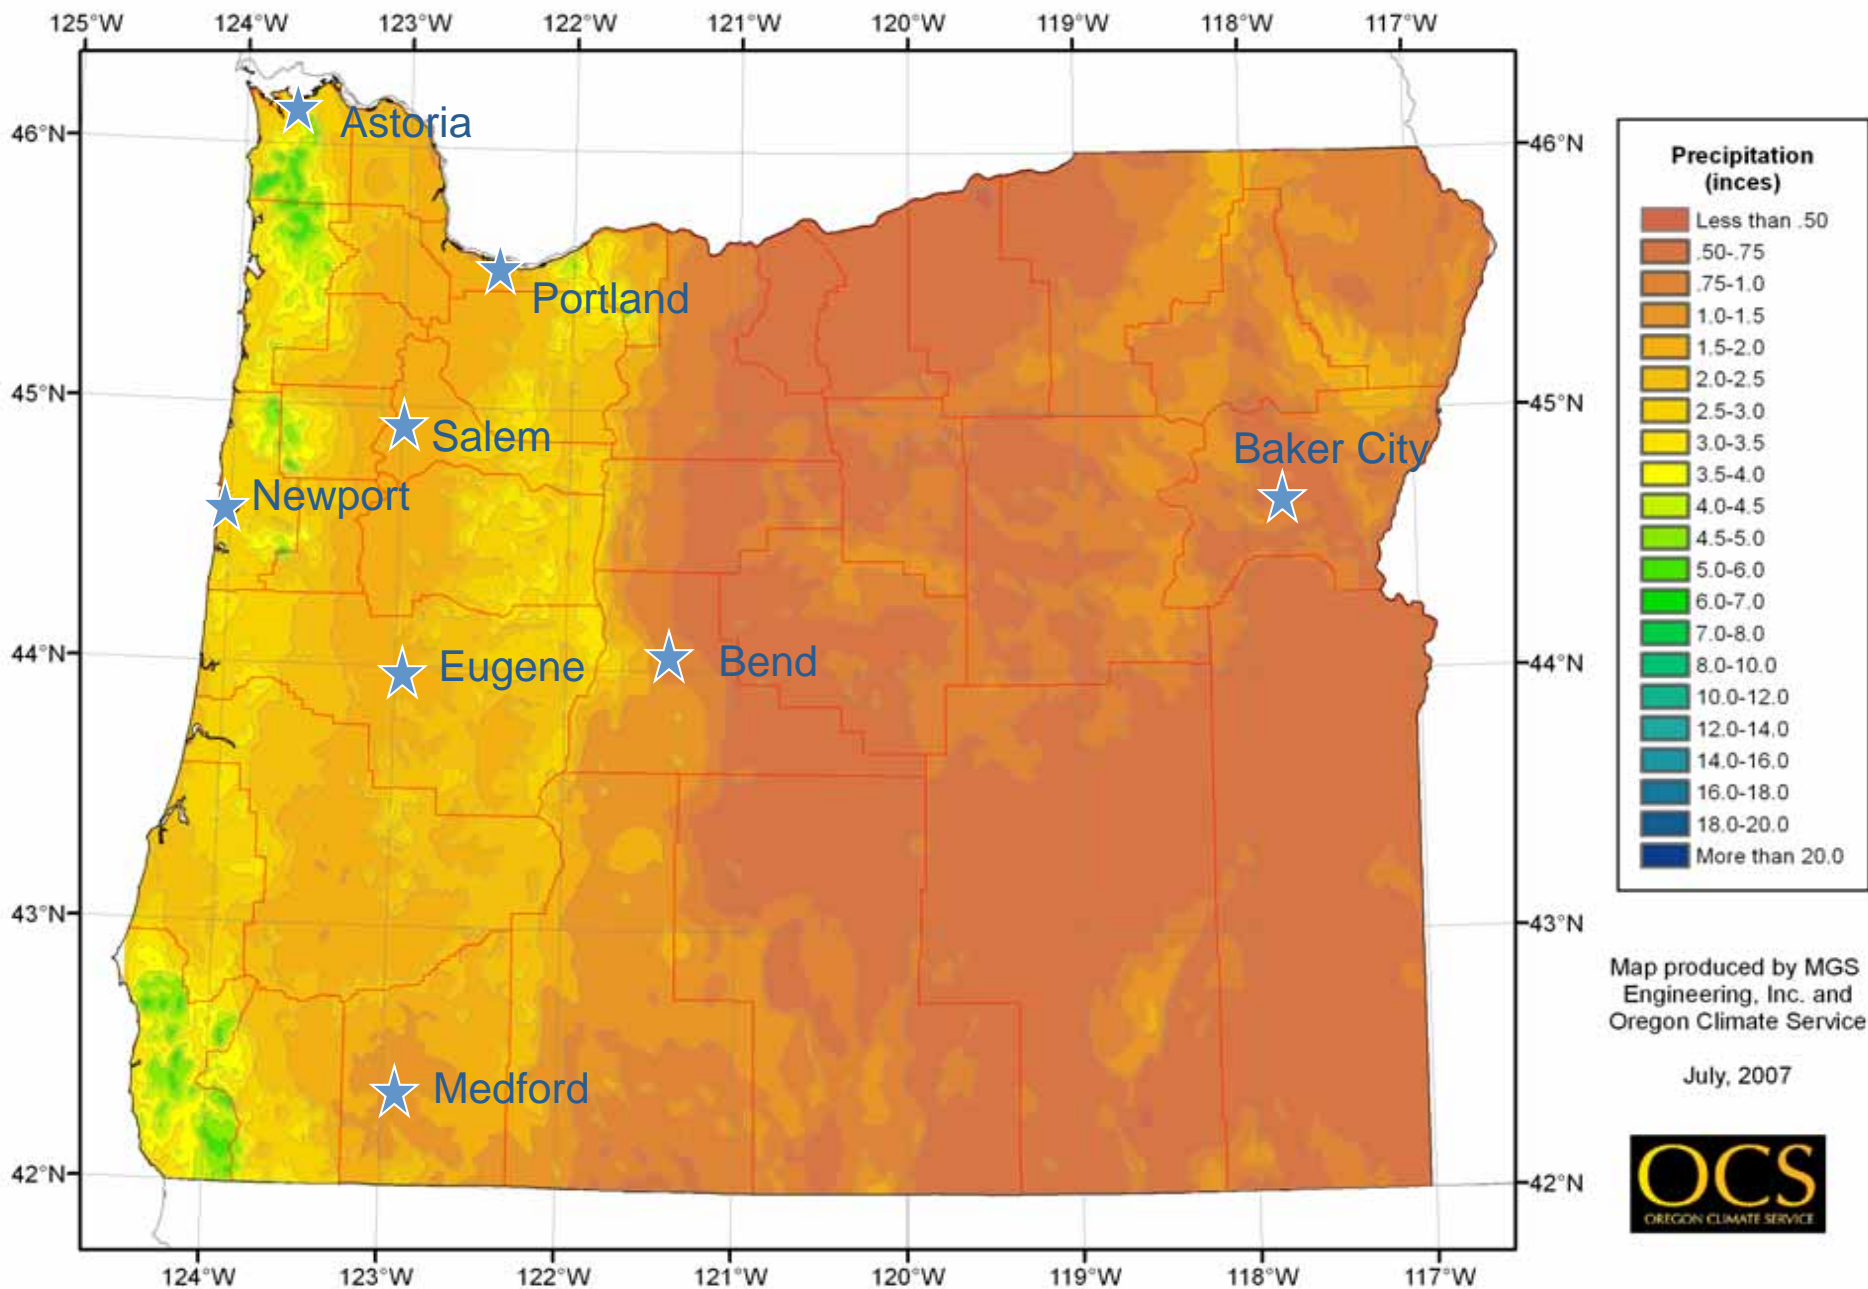 125°W 124°W 123°W 122°W 121°W 120°W 119°W 118°W 117°W
46°N 46°N
45°N 45°N
44°N 44°N
43°N 43°N
42°N 42°N
124°W 123°W 122°W 121°W 120°W 119°W 118°W 117°W
Astoria
Portland
Salem
Baker City
Newport
Eugene
Bend
Medford
Precipitation
(inces)
Less than .50
.50-.75
.75-1.0
1.0-1.5
1.5-2.0
2.0-2.5
2.5-3.0
3.0-3.5
3.5-4.0
4.0-4.5
4.5-5.0
5.0-6.0
6.0-7.0
7.0-8.0
8.0-10.0
10.0-12.0
12.0-14.0
14.0-16.0
16.0-18.0
18.0-20.0
More than 20.0
Map produced by MGS
Engineering, Inc. and
Oregon Climate Service
July, 2007
OCS
OREGON CLIMATE SERVICE